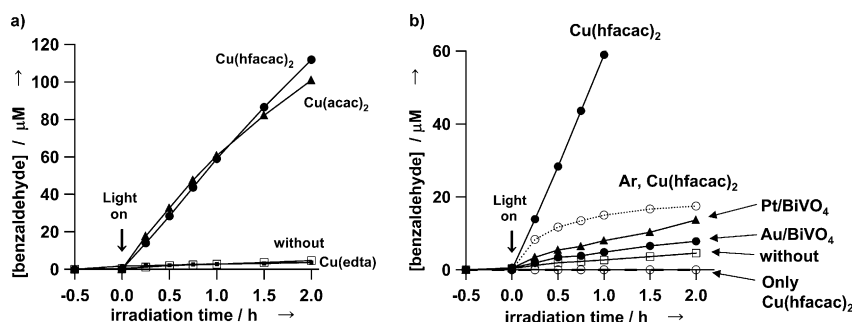 a)
[benzaldehyde] / μM →
120
100
80
60
40
20
0
Cu(hfacac)2
Cu(acac)2
Light
on
without
Cu(edta)
-0.5 0.0 0.5 1.0 1.5 2.0
irradiation time / h →
b)
[benzaldehyde] / μM →
60
40
20
0
Cu(hfacac)2
Ar, Cu(hfacac)2
Light
on
Pt/BiVO4
Au/BiVO4
without
Only
Cu(hfacac)2
-0.5 0.0 0.5 1.0 1.5 2.0
irradiation time / h →